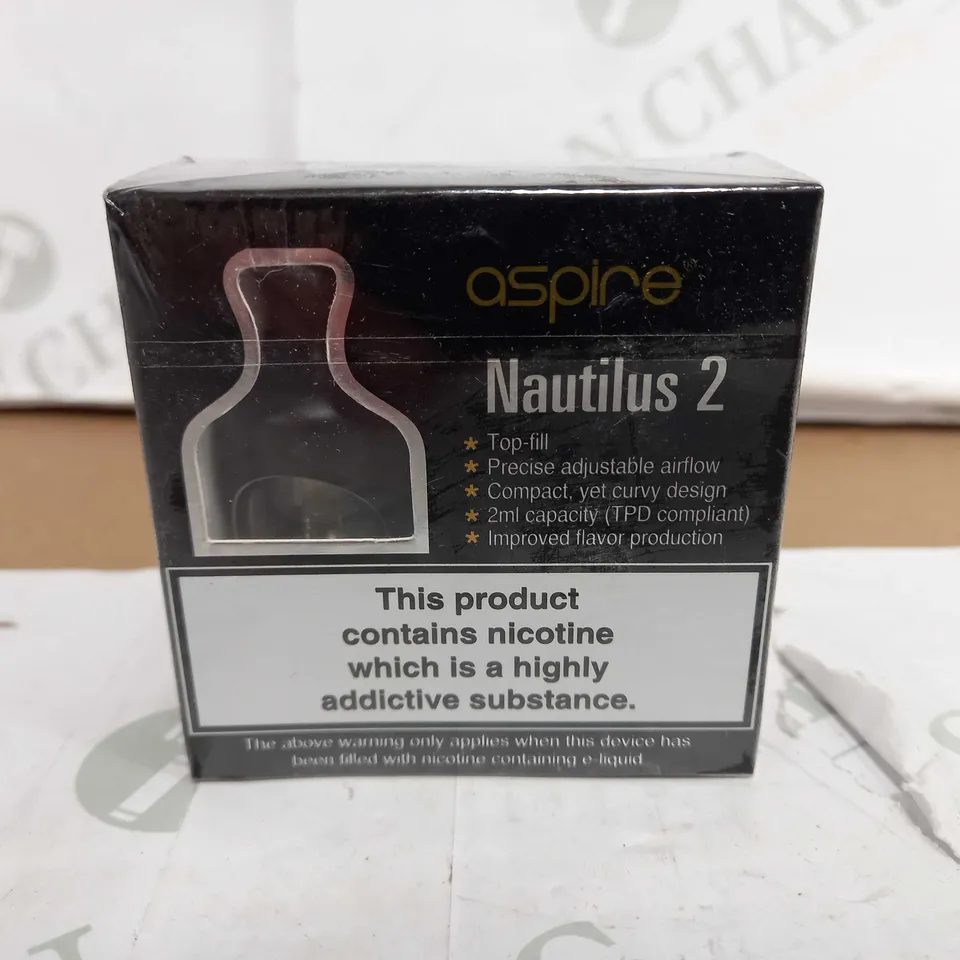 aspire
Nautilus 2
* Top-fill
* Precise adjustable airflow
* Compact, yet curvy design
* 2ml capacity (TPD compliant)
* Improved flavor production
This product
contains nicotine
which is a highly
addictive substance.
The above warning only applies when this device has
been filled with nicotine containing e-liquid